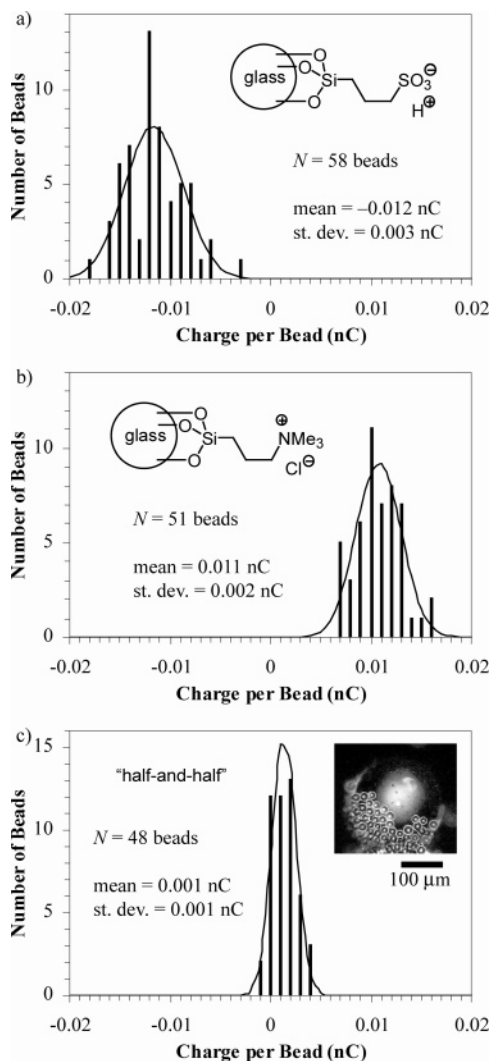 a)
Number of Beads
10
5
0
glass
O
O
Si
O
SO3
⊖
H
⊕
N = 58 beads
mean = –0.012 nC
st. dev. = 0.003 nC
-0.02 -0.01 0 0.01 0.02
Charge per Bead (nC)
b)
Number of Beads
10
5
0
glass
O
O
Si
O
⊕
NMe3
Cl⊖
N = 51 beads
mean = 0.011 nC
st. dev. = 0.002 nC
-0.02 -0.01 0 0.01 0.02
Charge per Bead (nC)
c)
Number of Beads
15
10
5
0
"half-and-half"
N = 48 beads
mean = 0.001 nC
st. dev. = 0.001 nC
100 μm
-0.02 -0.01 0 0.01 0.02
Charge per Bead (nC)